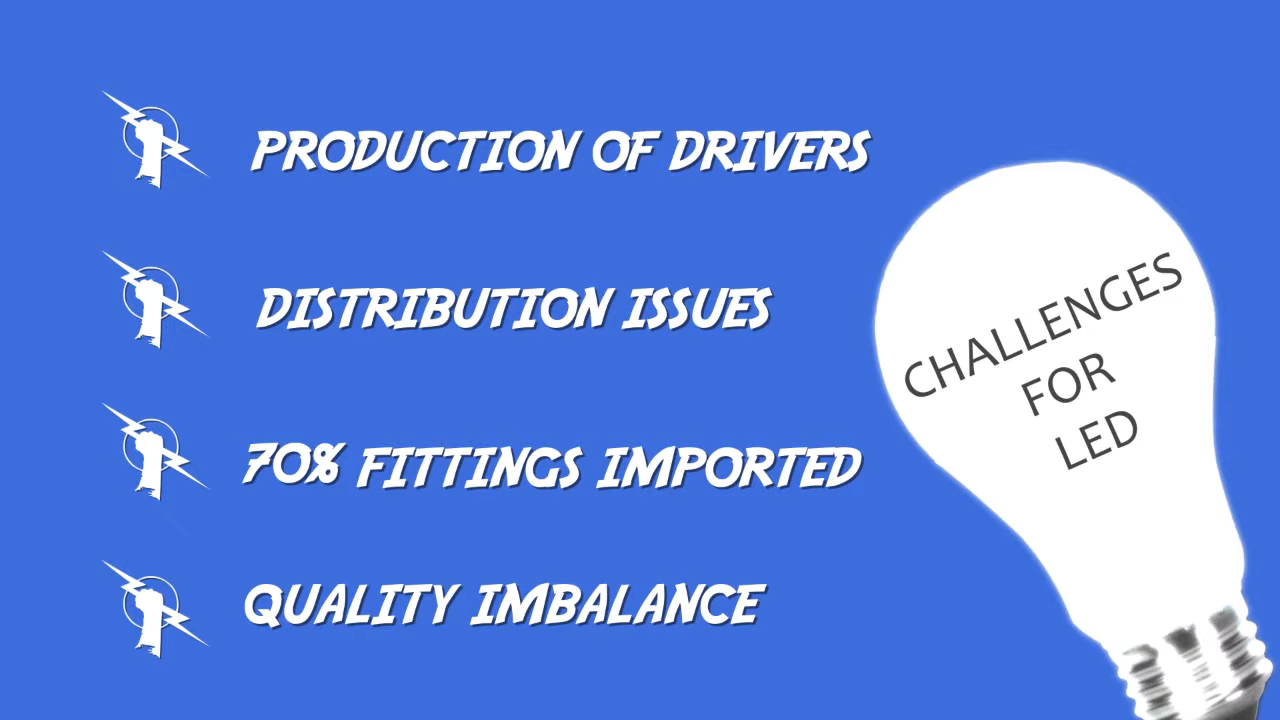 PRODUCTION OF DRIVERS
DISTRIBUTION ISSUES
70% FITTINGS IMPORTED
QUALITY IMBALANCE
CHALLENGES
FOR
LED